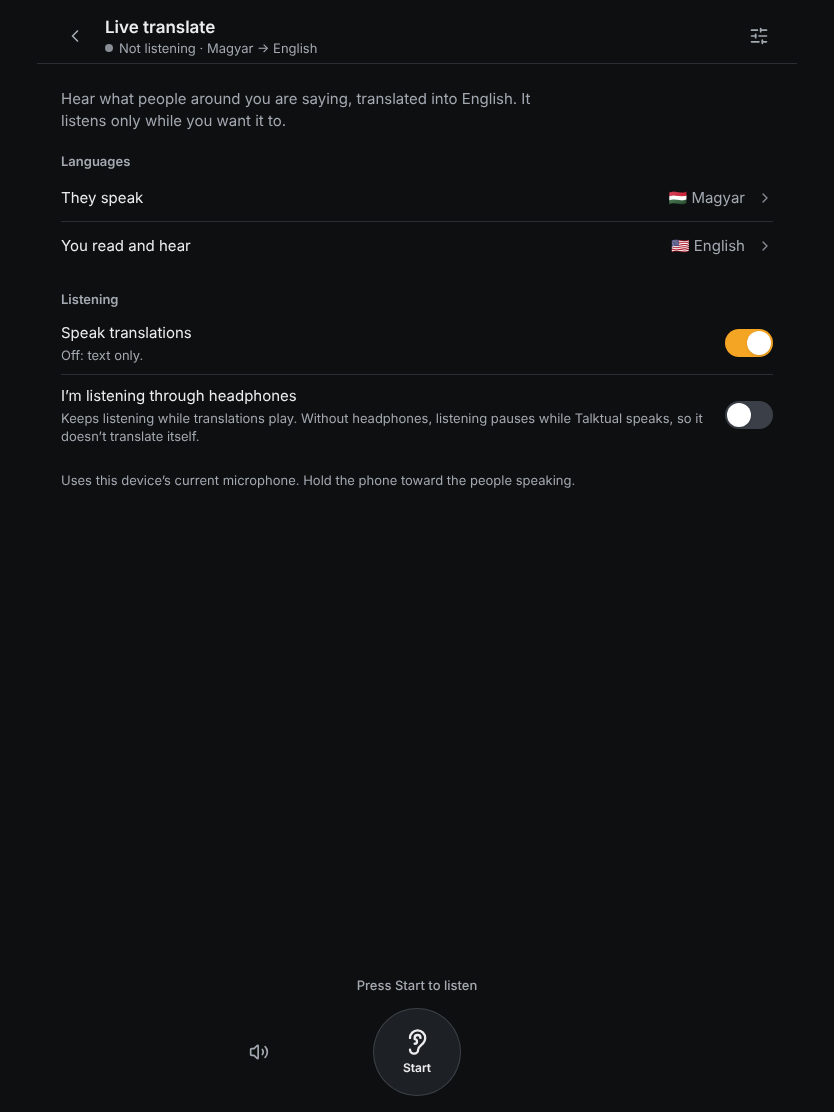 Live translate
Not listening · Magyar → English
Hear what people around you are saying, translated into English. It
listens only while you want it to.
Languages
They speak
Magyar
You read and hear
English
Listening
Speak translations
Off: text only.
I’m listening through headphones
Keeps listening while translations play. Without headphones, listening pauses while Talktual speaks, so it
doesn’t translate itself.
Uses this device’s current microphone. Hold the phone toward the people speaking.
Press Start to listen
Start